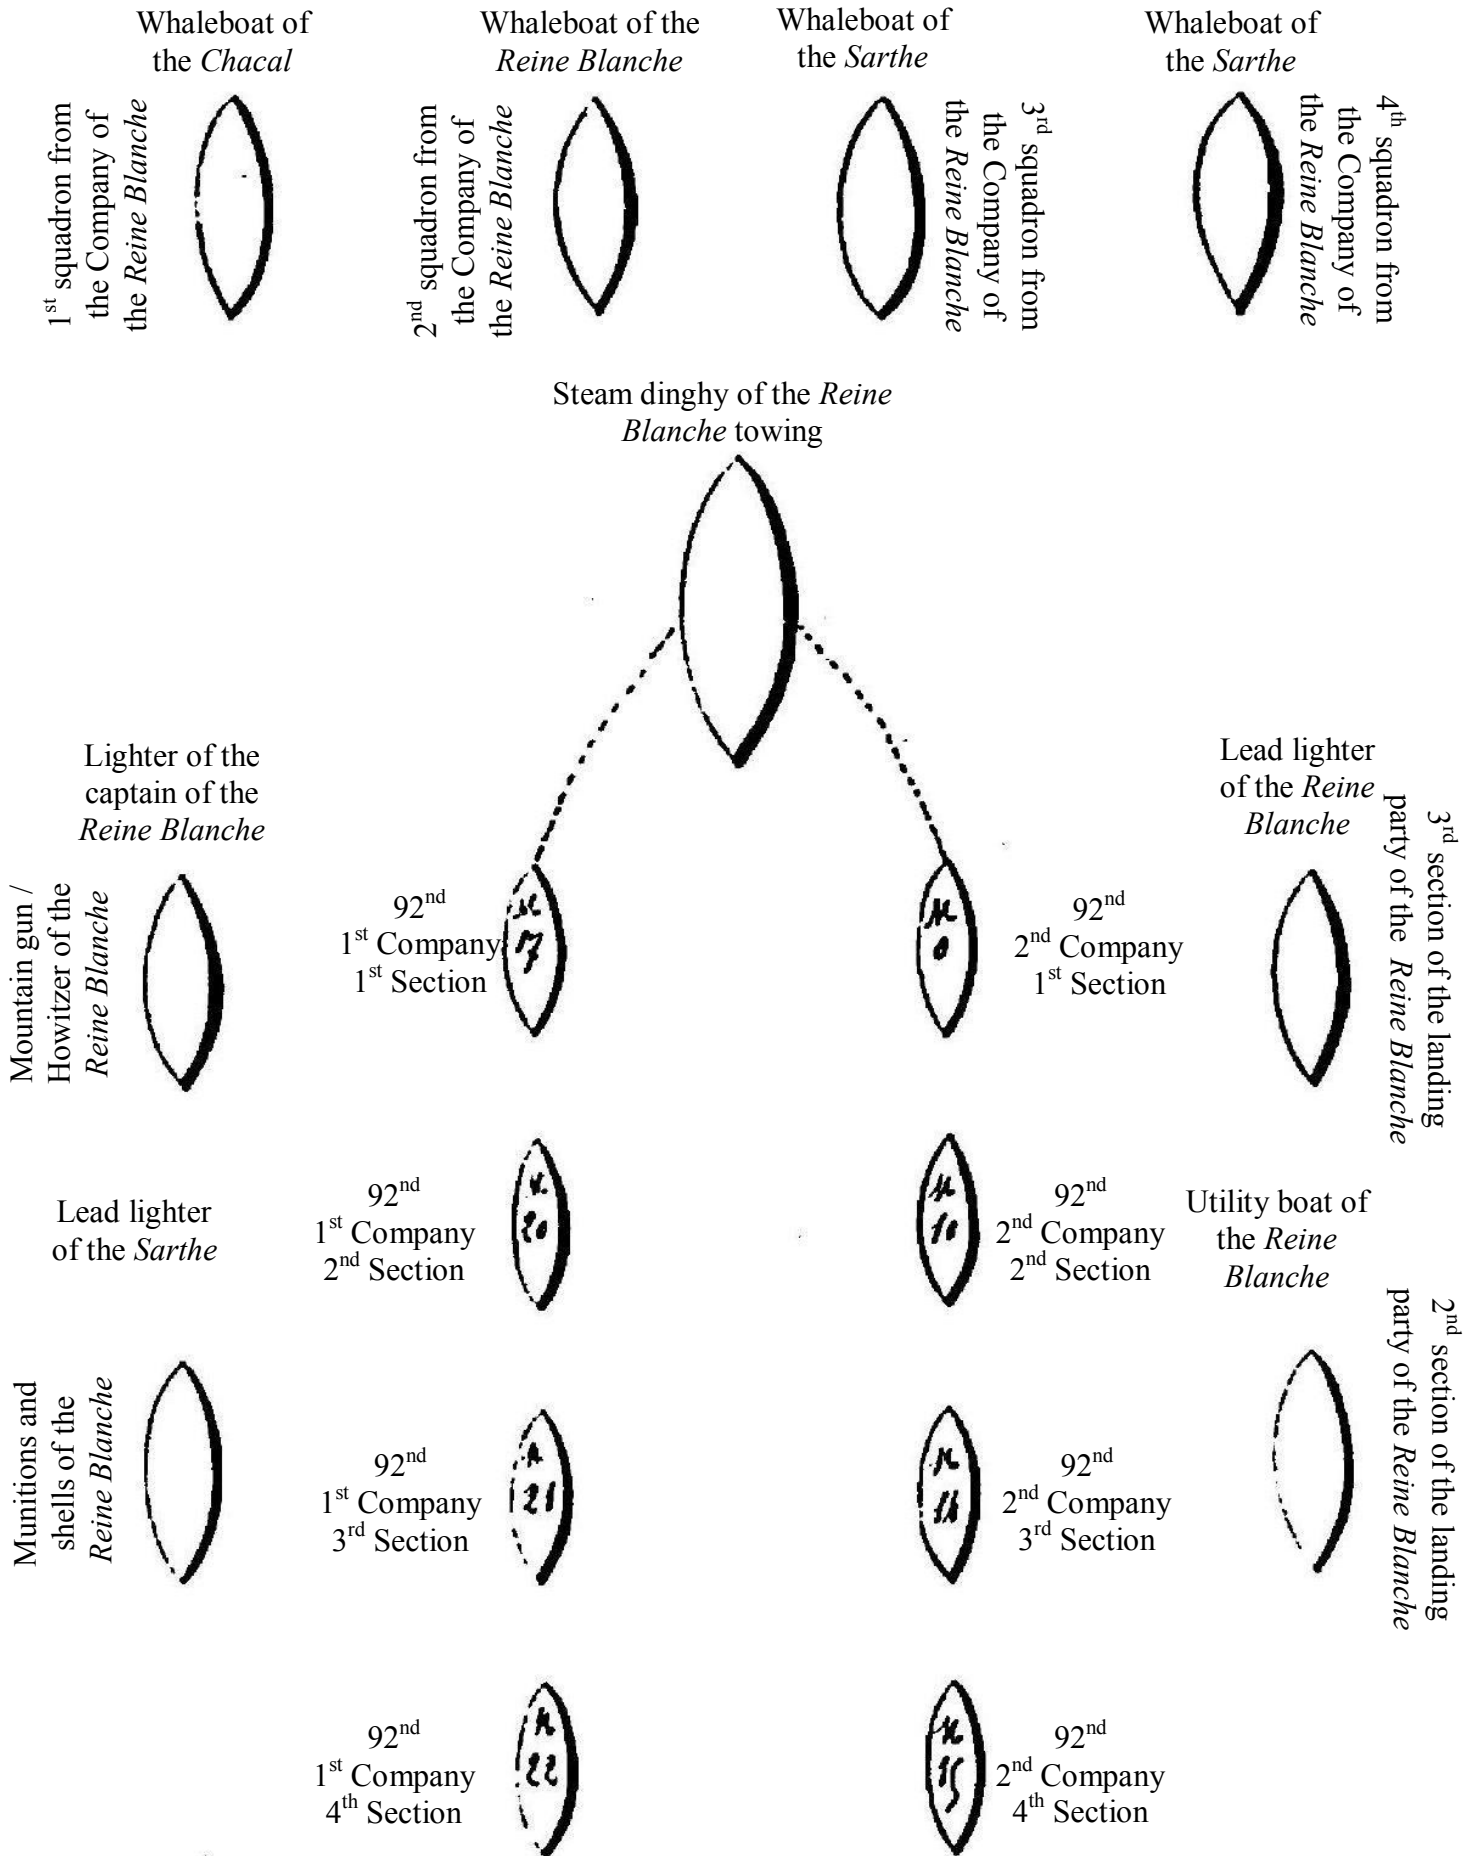 Whaleboat of
the Chacal
Whaleboat of the
Reine Blanche
Whaleboat of
the Sarthe
Whaleboat of
the Sarthe
1st squadron from
the Company of
the Reine Blanche
2nd squadron from
the Company of
the Reine Blanche
3rd squadron from
the Company of
the Reine Blanche
4th squadron from
the Company of
the Reine Blanche
Steam dinghy of the Reine
Blanche towing
Lighter of the
captain of the
Reine Blanche
Mountain gun /
Howitzer of the
Reine Blanche
92nd
1st Company
1st Section
17
92nd
2nd Company
1st Section
Lead lighter
of the Reine
Blanche
3rd section of the landing
party of the Reine Blanche
Lead lighter
of the Sarthe
92nd
1st Company
2nd Section
20
10
92nd
2nd Company
2nd Section
Utility boat of
the Reine
Blanche
Munitions and
shells of the
Reine Blanche
92nd
1st Company
3rd Section
21
92nd
2nd Company
3rd Section
2nd section of the landing
party of the Reine Blanche
92nd
1st Company
4th Section
22
15
92nd
2nd Company
4th Section